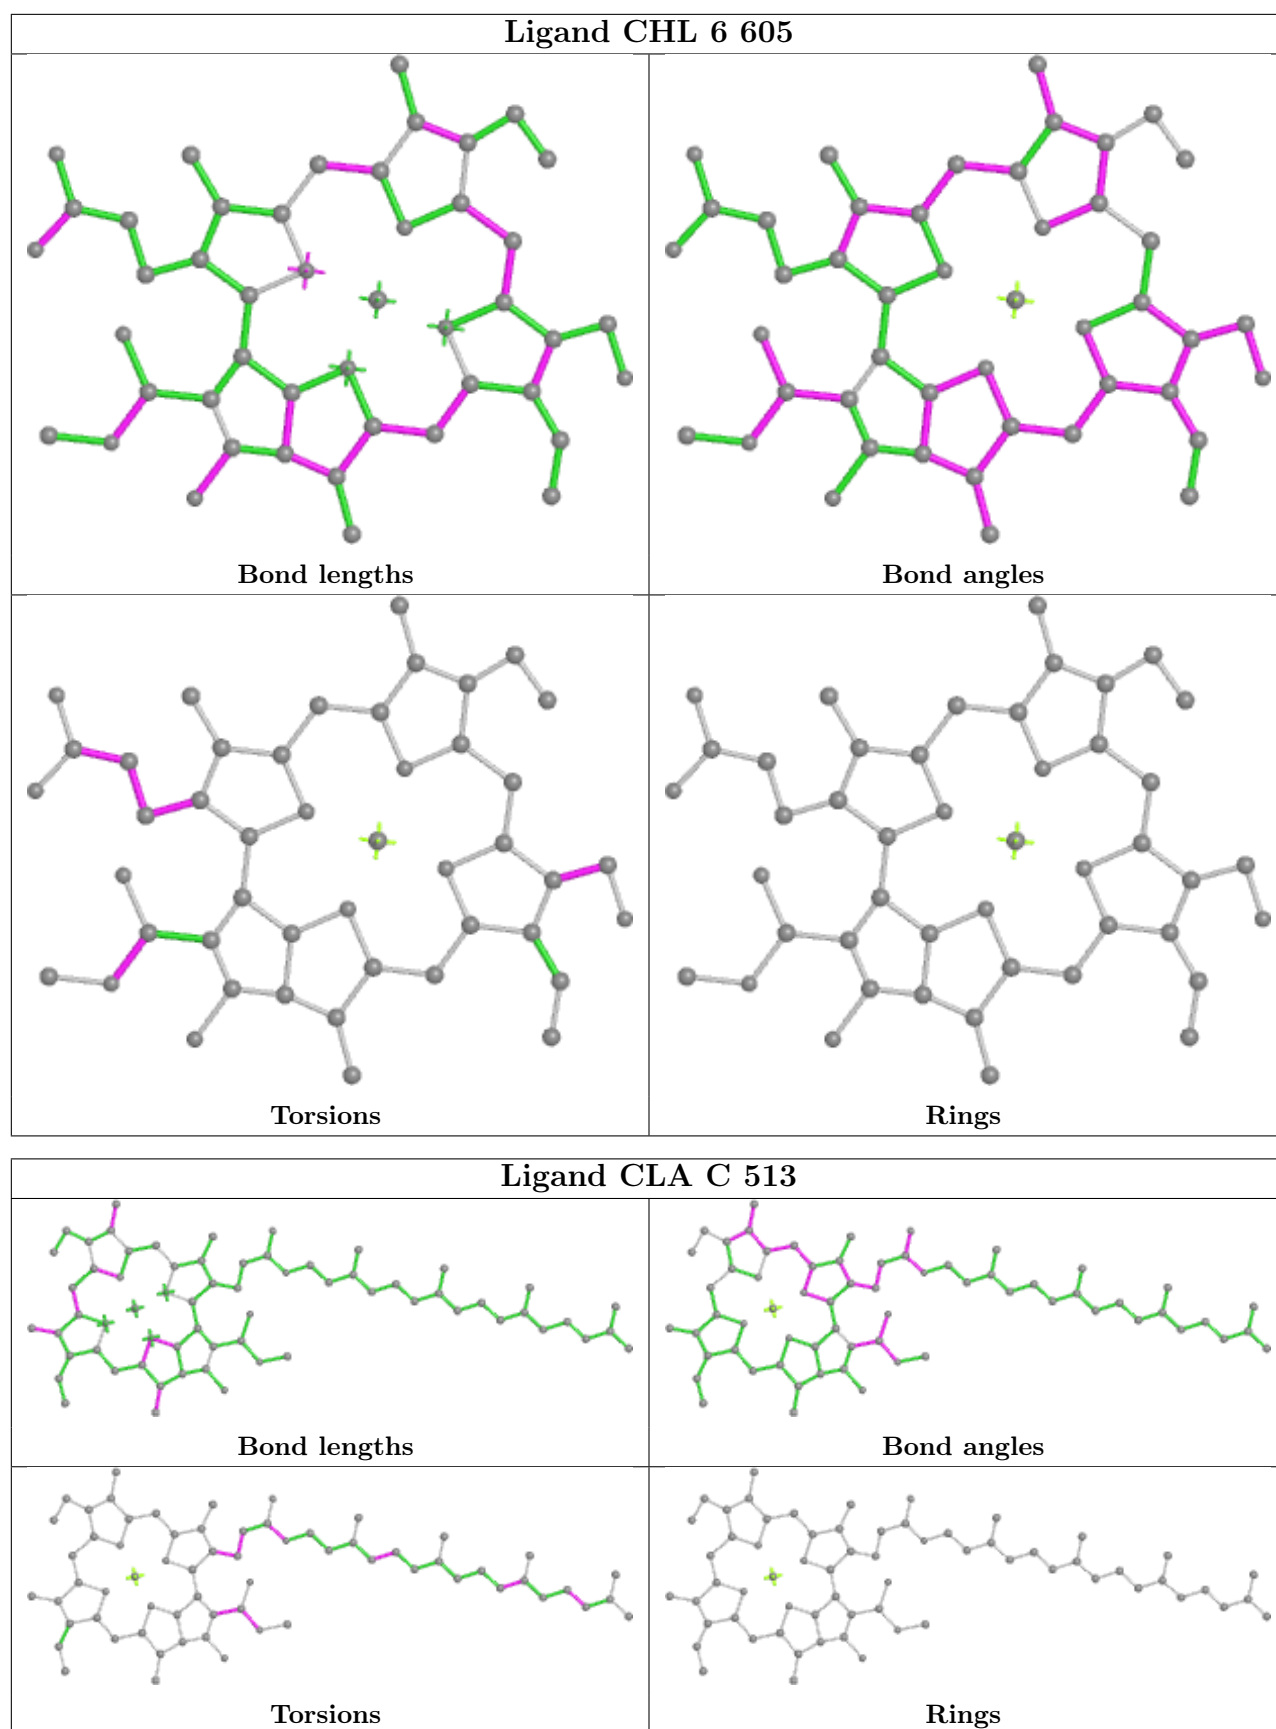 Ligand CHL 6 605
Bond lengths
Bond angles
Torsions
Rings
Ligand CLA C 513
Bond lengths
Bond angles
Torsions
Rings